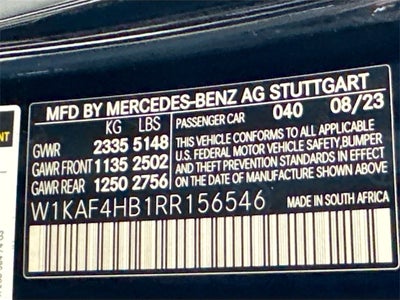 MFD BY MERCEDES-BENZ AG STUTTGART
KG LBS
GVWR 2335 5148
GAWR FRONT 1135 2502
GAWR REAR 1250 2756
PASSENGER CAR 040 08/23
THIS VEHICLE CONFORMS TO ALL APPLICABLE
U.S. FEDERAL MOTOR VEHICLE SAFETY, BUMPER
AND THEFT PREVENTION STANDARDS IN EFFECT
ON THE DATE OF MANUFACTURE SHOWN ABOVE.
W1KAF4HB1RR156546 MADE IN SOUTH AFRICA